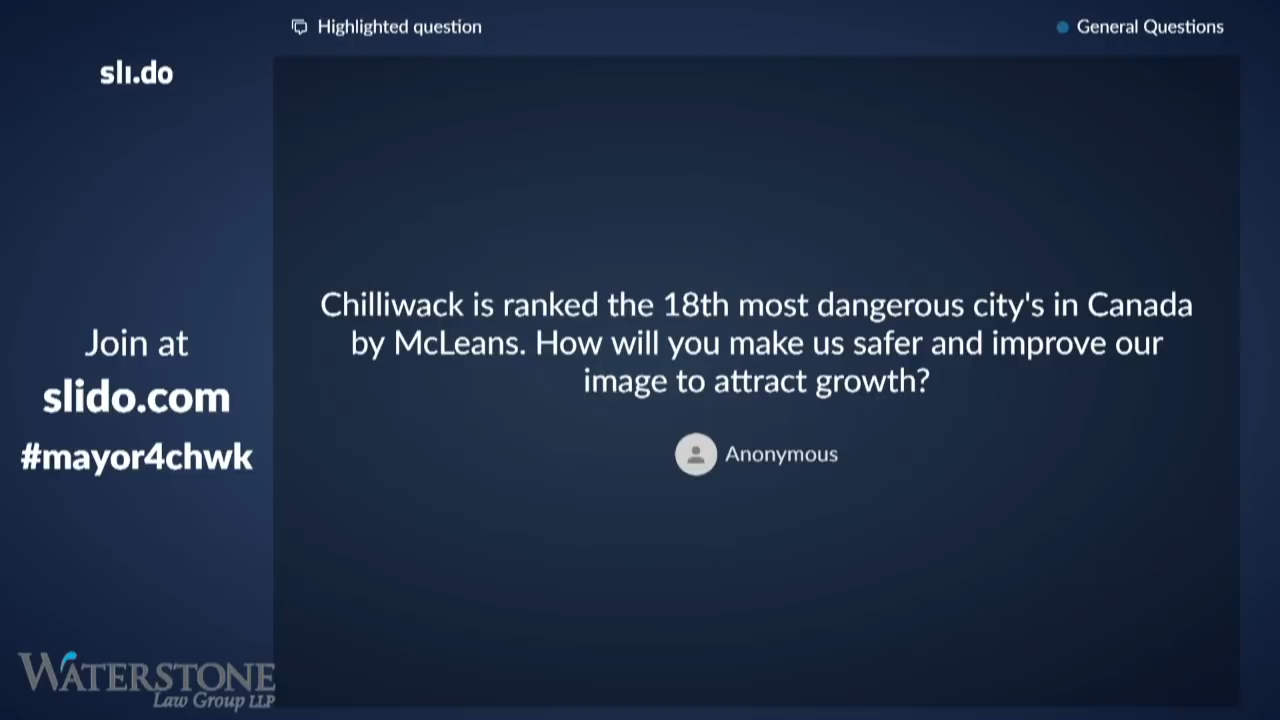 Highlighted question
General Questions
sli.do
Join at
slido.com
#mayor4chwk
Chilliwack is ranked the 18th most dangerous city's in Canada
by McLeans. How will you make us safer and improve our
image to attract growth?
Anonymous
WATERSTONE
Law Group LLP